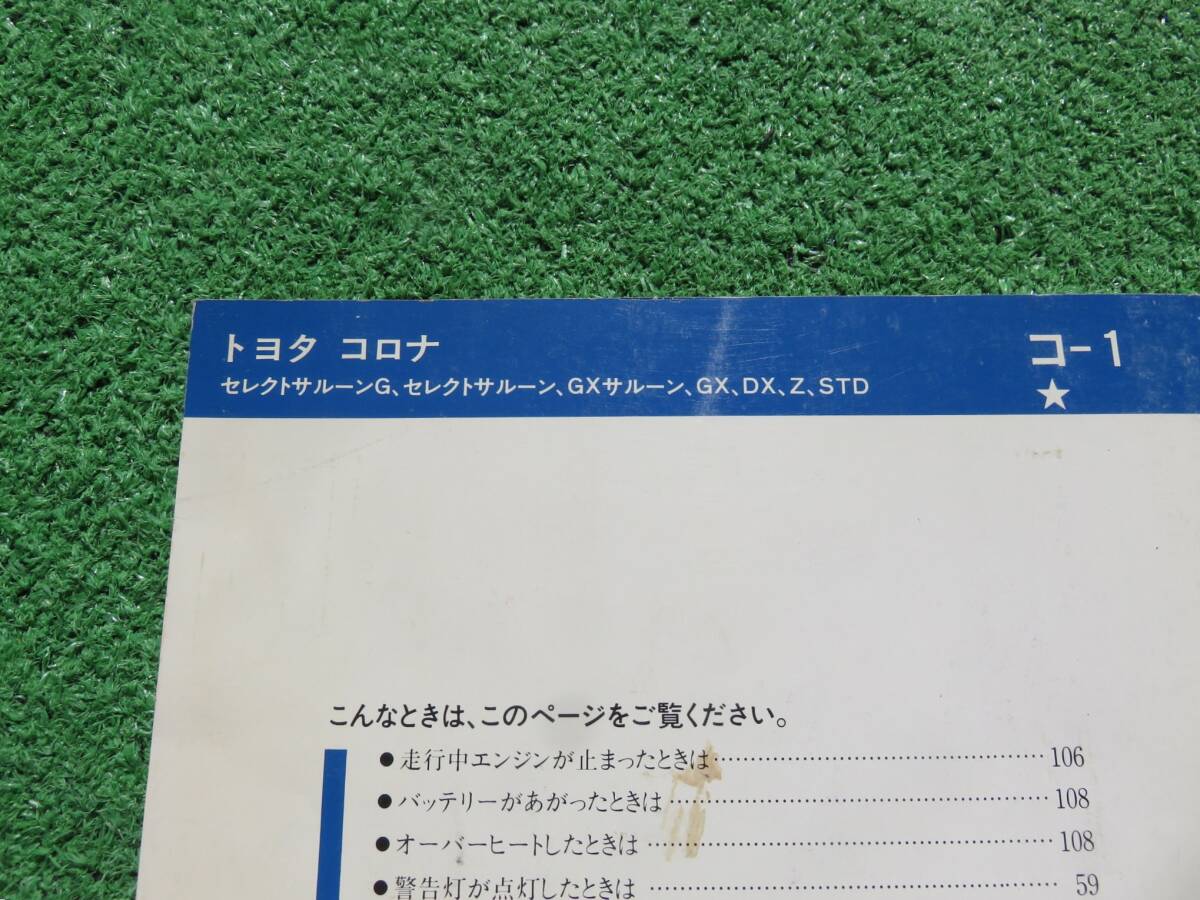 トヨタ コロナ
コ-1
セレクトサルーンG、セレクトサルーン、GXサルーン、GX、DX、Z、STD
★
こんなときは、このページをご覧ください。
●走行中エンジンが止まったときは……………………………………106
●バッテリーがあがったときは……………………………………………108
●オーバーヒートしたときは………………………………………………108
●警告灯が点灯したときは…………………………………………………59